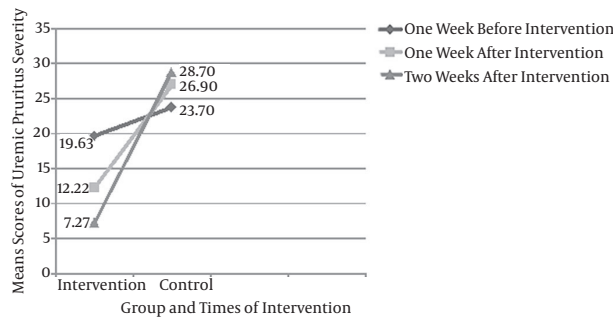 Means Scores of Uremic Pruritus Severity
35
30
25
20
15
10
5
0
19.63
12.22
7.27
28.70
26.90
23.70
Intervention
Control
Group and Times of Intervention
One Week Before Intervention
One Week After Intervention
Two Weeks After Intervention